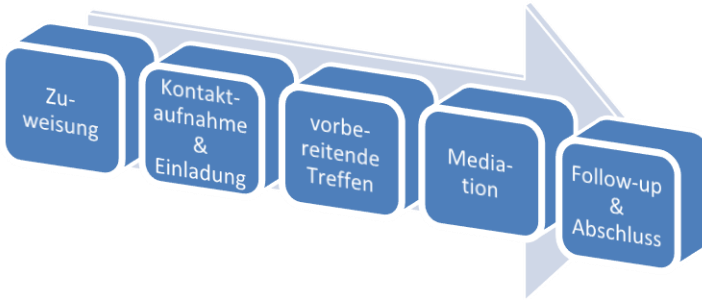 Zu-
weisung
Kontakt-
aufnahme
&
Einladung
vorbe-
reitende
Treffen
Media-
tion
Follow-up
&
Abschluss